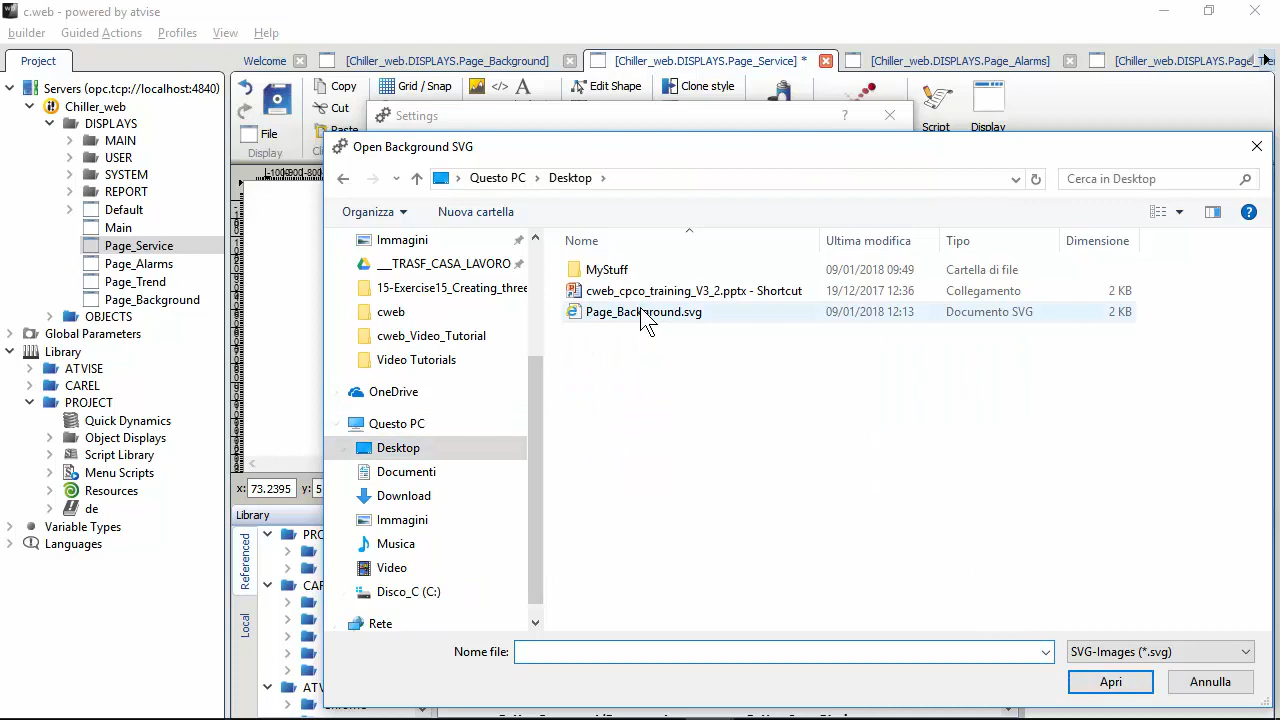 c.web - powered by atvise
builder Guided Actions Profiles View Help
Project
Welcome [Chiller_web.DISPLAYS.Page_Background] [Chiller_web.DISPLAYS.Page_Service] * [Chiller_web.DISPLAYS.Page_Alarms] [Chiller_web.DISPLAYS.Page_
Servers (opc.tcp://localhost:4840)
Chiller_web
DISPLAYS
MAIN
USER
SYSTEM
REPORT
Default
Main
Page_Service
Page_Alarms
Page_Trend
Page_Background
OBJECTS
Global Parameters
Library
ATVISE
CAREL
PROJECT
Quick Dynamics
Object Displays
Script Library
Menu Scripts
Resources
de
Variable Types
Languages
Copy
Cut
Paste
File
Display
Grid / Snap
Edit Shape
Clone style
Script
Display
Settings
?
x: 73.2395 y: 5
Library
Referenced
Local
PRO
CAR
ATV
Open Background SVG
Questo PC > Desktop >
Cerca in Desktop
Organizza
Nuova cartella
Immagini
___TRASF_CASA_LAVORO
15-Exercise15_Creating_three
cweb
cweb_Video_Tutorial
Video Tutorials
OneDrive
Questo PC
Desktop
Documenti
Download
Immagini
Musica
Video
Disco_C (C:)
Rete
Nome Ultima modifica Tipo Dimensione
MyStuff 09/01/2018 09:49 Cartella di file
cweb_cpco_training_V3_2.pptx - Shortcut 19/12/2017 12:36 Collegamento 2 KB
Page_Background.svg 09/01/2018 12:13 Documento SVG 2 KB
Nome file:
SVG-Images (*.svg)
Apri
Annulla